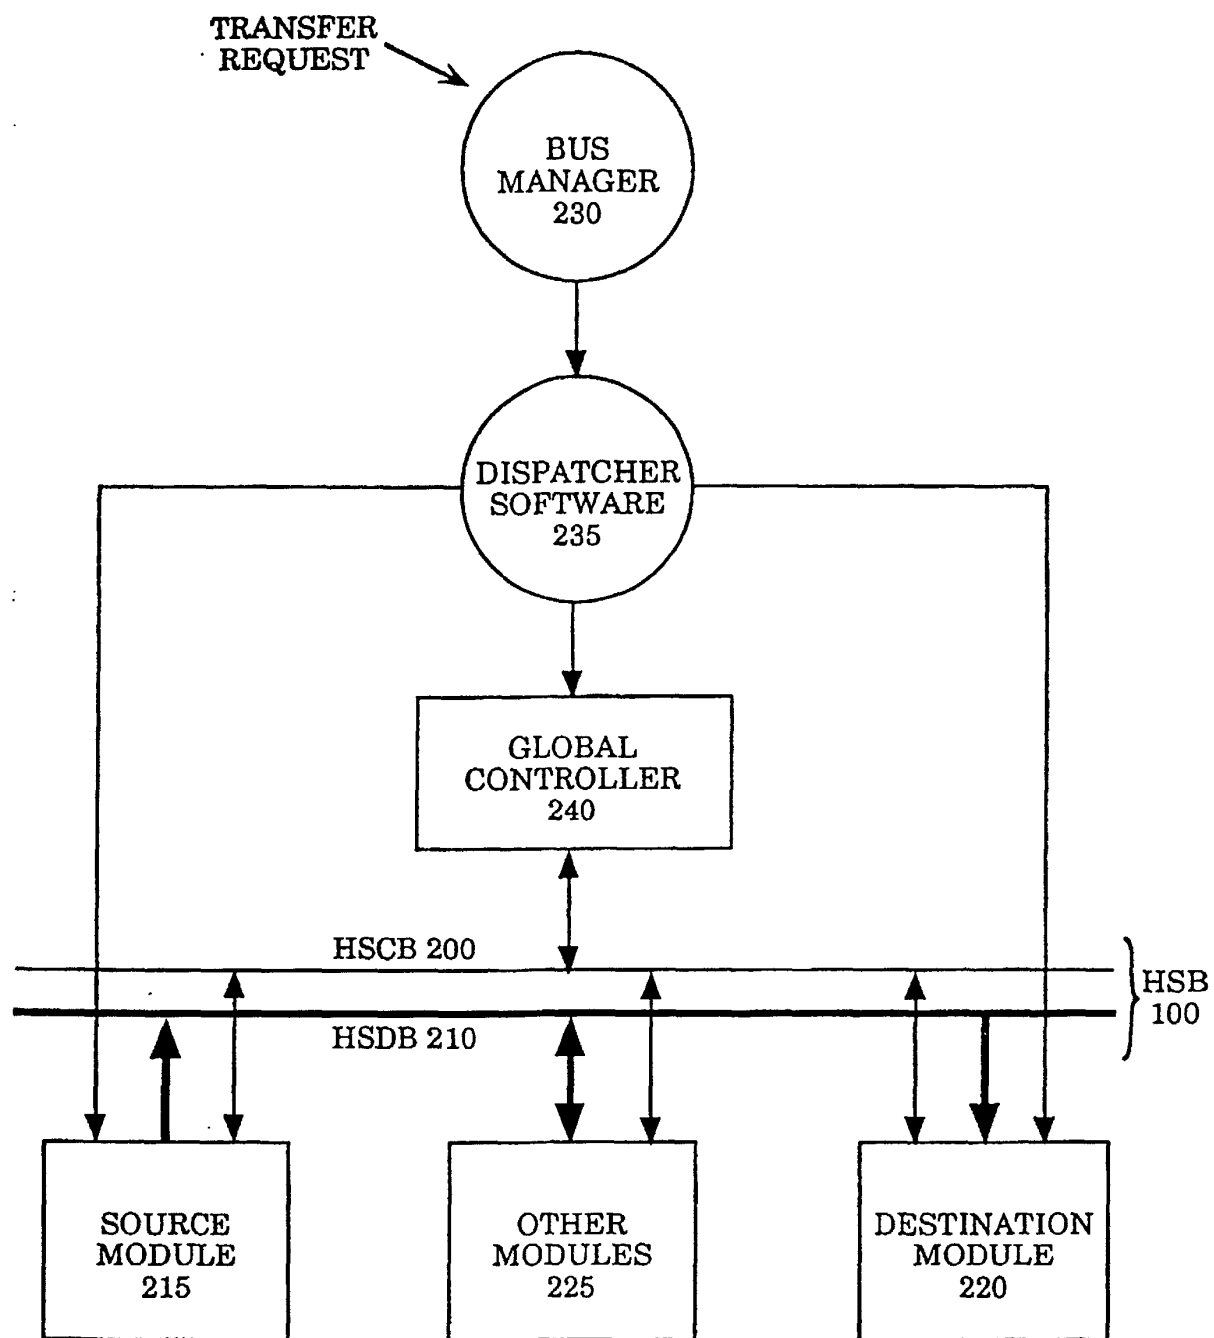 TRANSFER
REQUEST
BUS
MANAGER
230
DISPATCHER
SOFTWARE
235
GLOBAL
CONTROLLER
240
HSCB 200
HSB
100
HSDB 210
SOURCE
MODULE
215
OTHER
MODULES
225
DESTINATION
MODULE
220